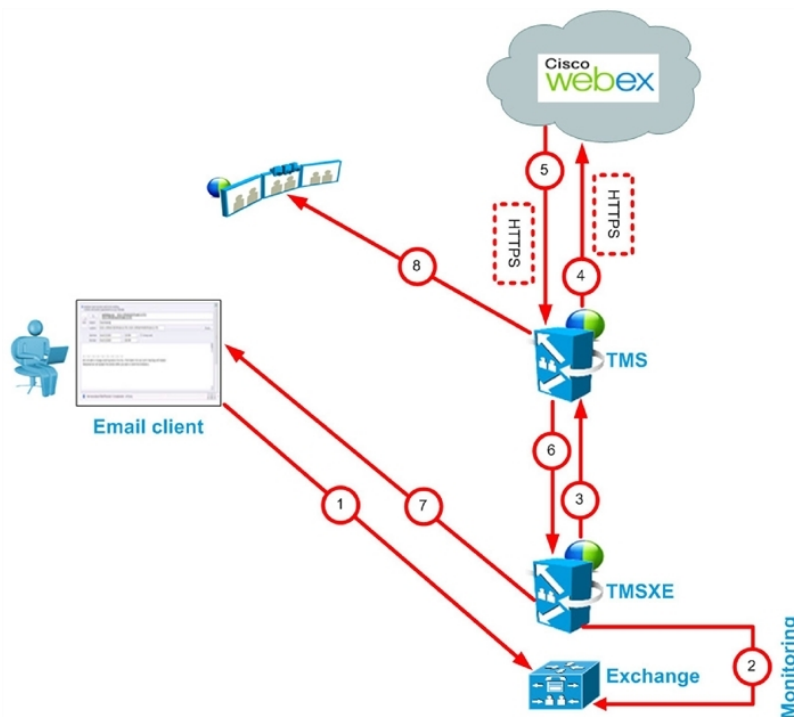 Cisco
webex
5
HTTPS
HTTPS
8
4
TMS
Email client
6
3
1
7
TMSXE
Exchange
2
Monitoring